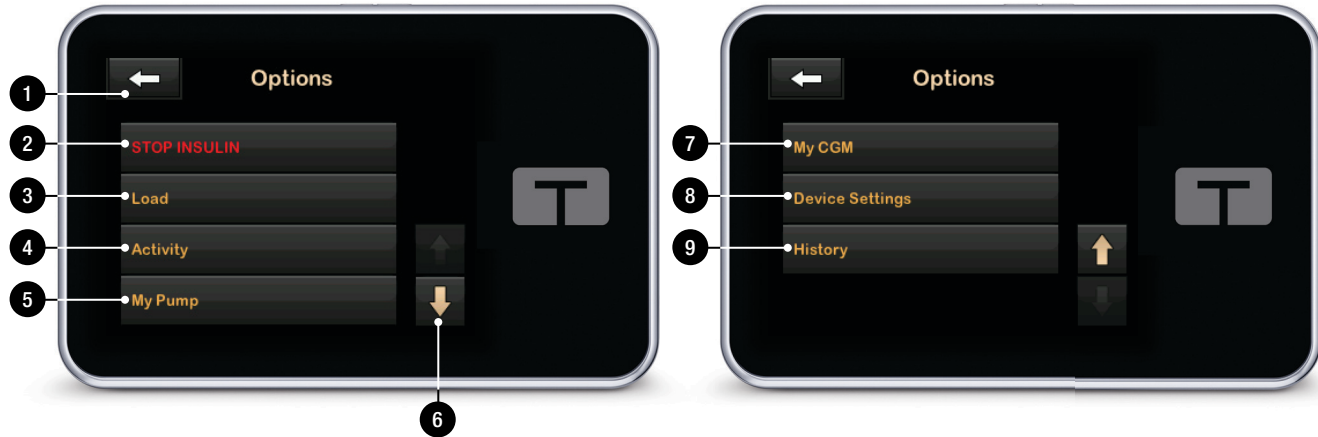 Options
1
2
STOP INSULIN
3
Load
4
Activity
5
My Pump
6
Options
7
My CGM
8
Device Settings
9
History